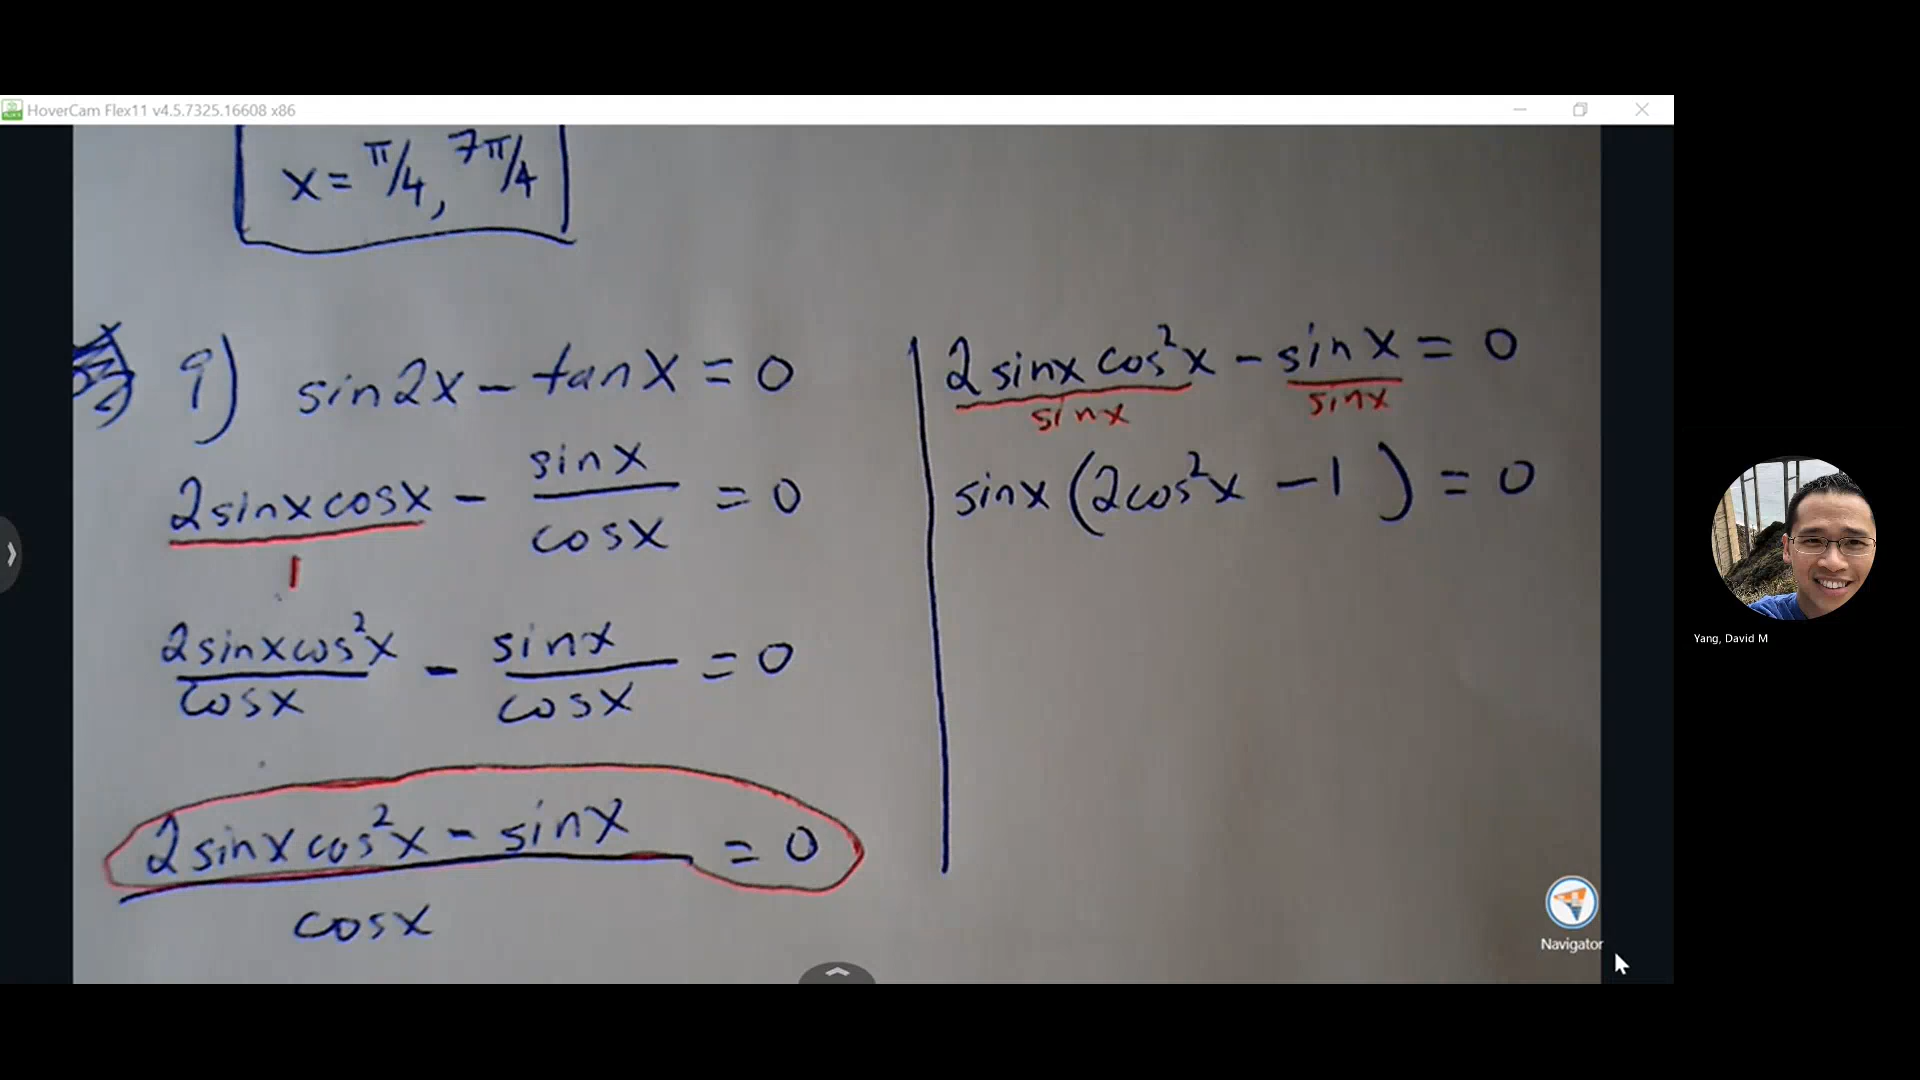 HoverCam Flex11 v4.5.7325.16608 x86
x = π/4, 7π/4
9) sin2x - tanx = 0
2sinxcosx - sinx/cosx = 0
1
2sinxcos²x/cosx - sinx/cosx = 0
2sinxcos²x - sinx = 0
cosx
2sinxcos²x - sinx = 0
sinx sinx
sinx(2cos²x - 1) = 0
Yang, David M
Navigator